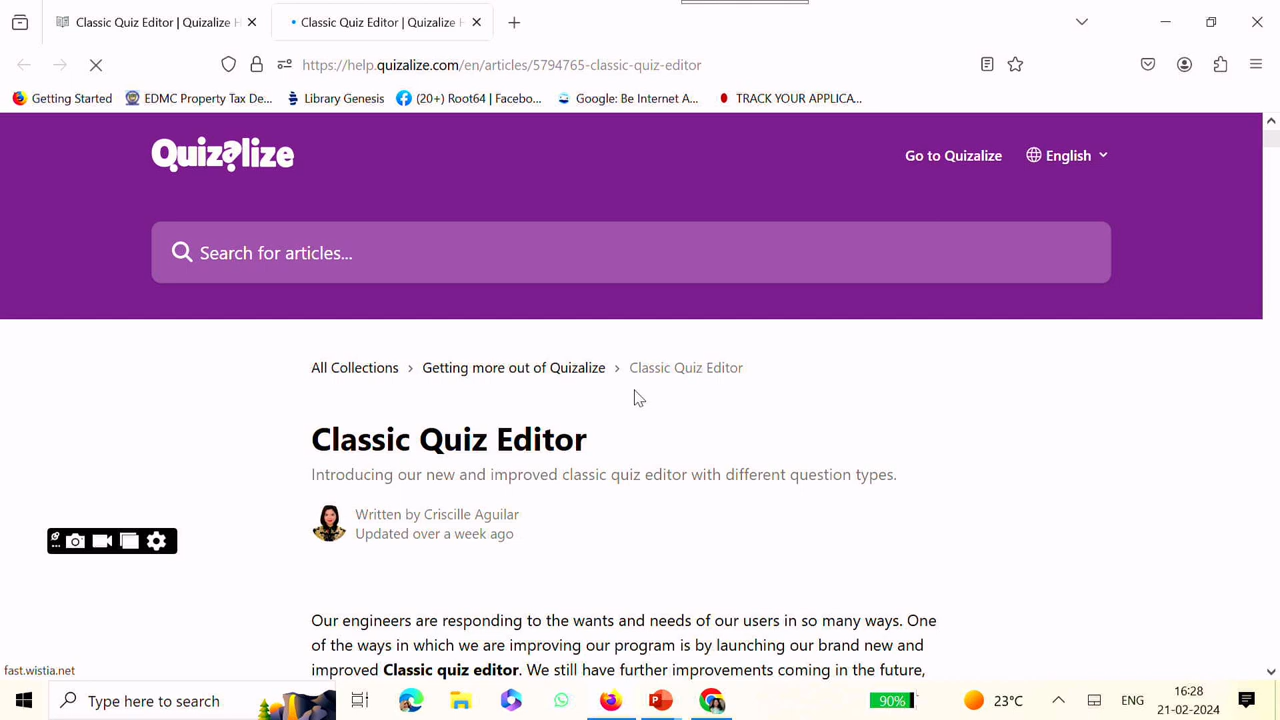 Classic Quiz Editor | Quizalize H
Classic Quiz Editor | Quizalize H
https://help.quizalize.com/en/articles/5794765-classic-quiz-editor
Getting Started
EDMC Property Tax De...
Library Genesis
(20+) Root64 | Facebo...
Google: Be Internet A...
TRACK YOUR APPLICA...
Quizalize
Go to Quizalize
English
Search for articles...
All Collections > Getting more out of Quizalize > Classic Quiz Editor
Classic Quiz Editor
Introducing our new and improved classic quiz editor with different question types.
Written by Criscille Aguilar
Updated over a week ago
Our engineers are responding to the wants and needs of our users in so many ways. One
of the ways in which we are improving our program is by launching our brand new and
improved Classic quiz editor. We still have further improvements coming in the future,
fast.wistia.net
Type here to search
90%
23°C
ENG
16:28
21-02-2024